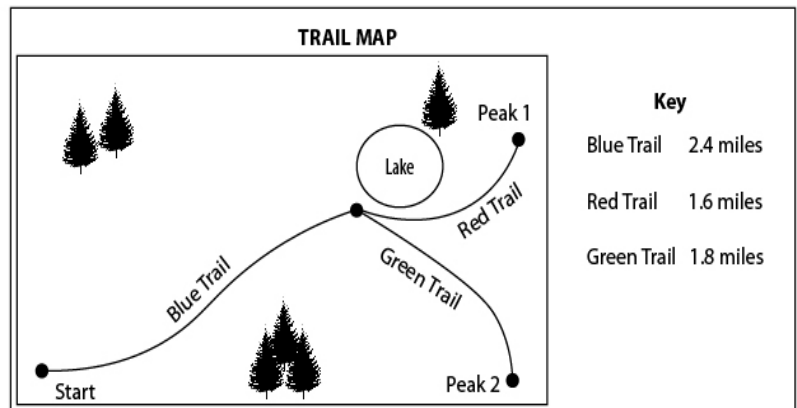 TRAIL MAP
Peak 1
Lake
Red Trail
Blue Trail
Green Trail
Start
Peak 2
Key
Blue Trail 2.4 miles
Red Trail 1.6 miles
Green Trail 1.8 miles